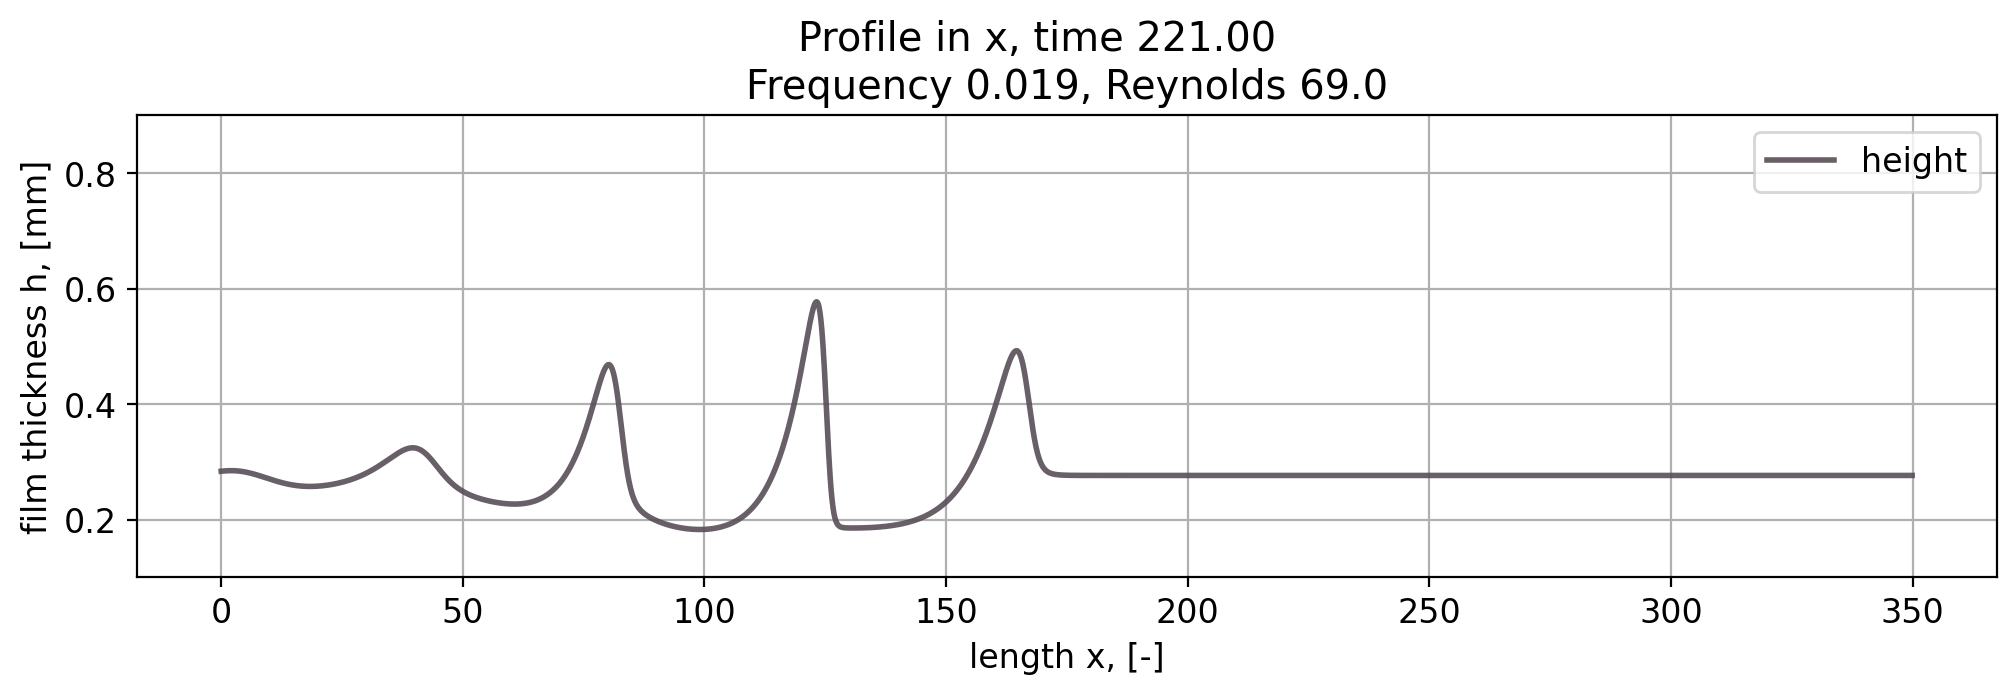 Profile in x, time 221.00
Frequency 0.019, Reynolds 69.0
height
film thickness h, [mm]
0.8
0.6
0.4
0.2
0 50 100 150 200 250 300 350
length x, [-]